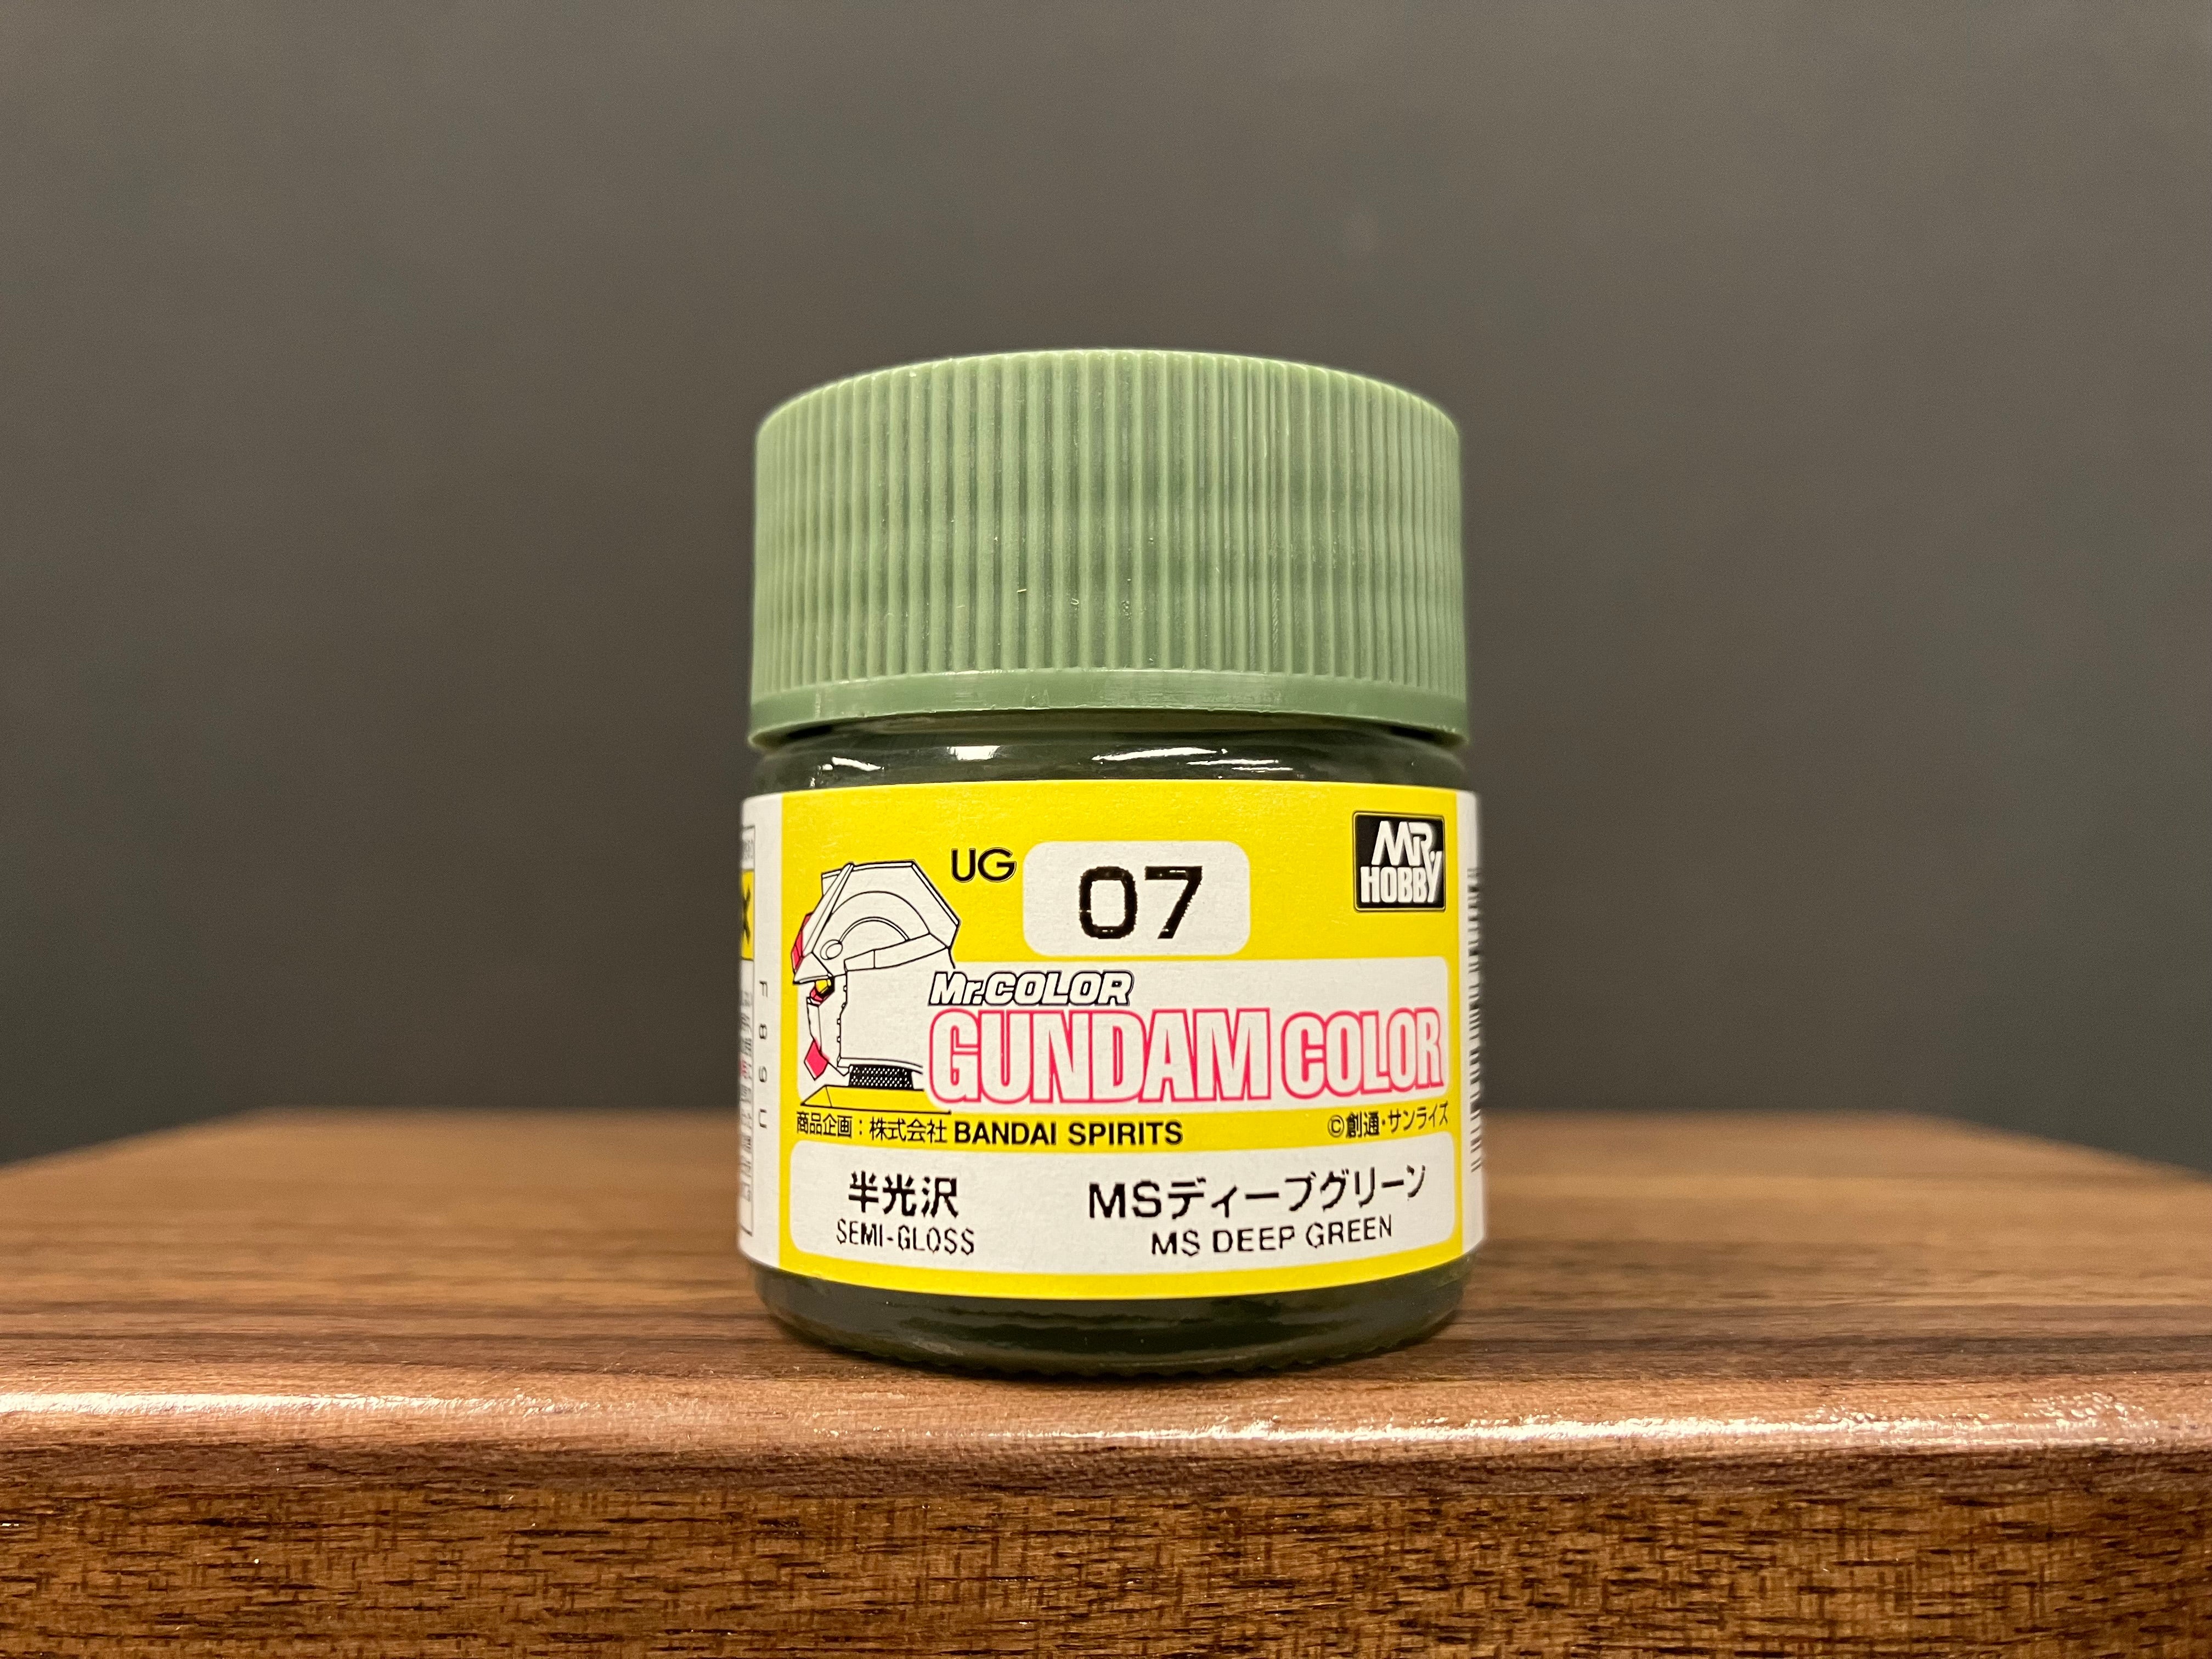 UG 07
MR HOBBY
Mr.COLOR
GUNDAM COLOR
商品企画：株式会社 BANDAI SPIRITS
©創通・サンライズ
半光沢
SEMI-GLOSS
MSディープグリーン
MS DEEP GREEN
F89U